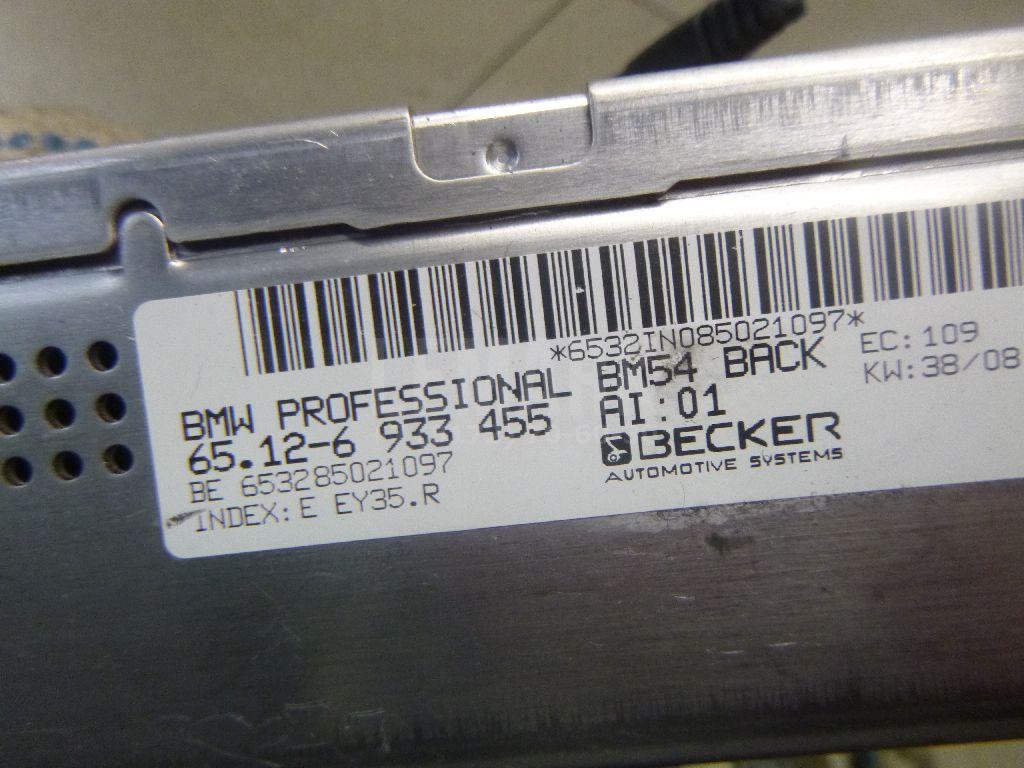 *6532IN085021097*
BMW PROFESSIONAL BM54 BACK
EC: 109
65.12-6 933 455 AI:01
KW: 38/08
BE 653285021097
BECKER
INDEX: E EY35.R
AUTOMOTIVE SYSTEMS